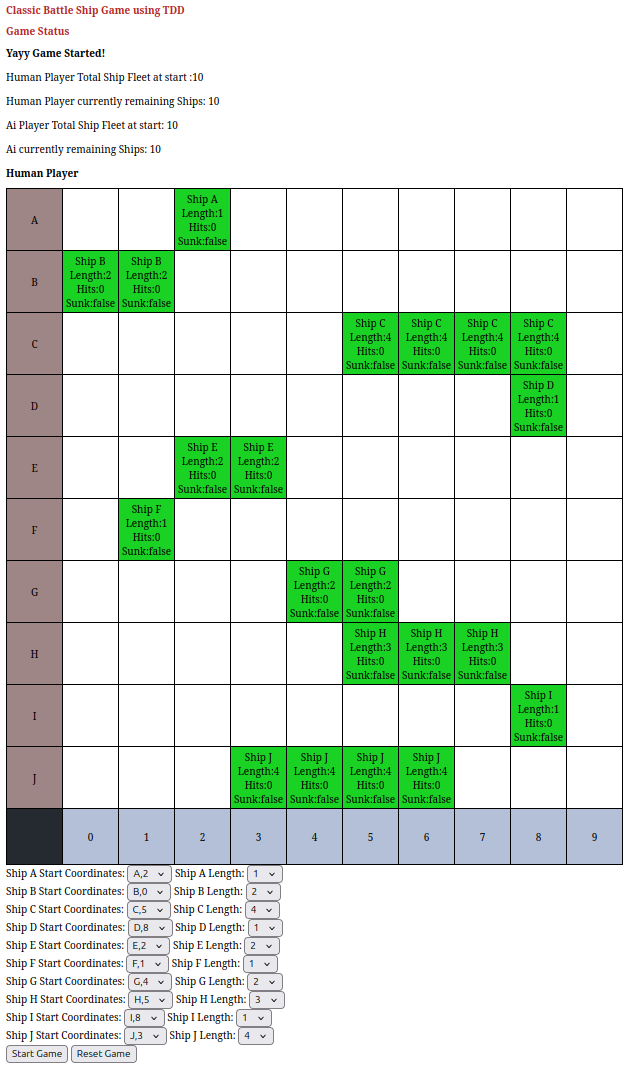 Classic Battle Ship Game using TDD
Game Status
Yayy Game Started!
Human Player Total Ship Fleet at start :10
Human Player currently remaining Ships: 10
Ai Player Total Ship Fleet at start: 10
Ai currently remaining Ships: 10
Human Player
A
Ship A
Length:1
Hits:0
Sunk:false
B
Ship B Ship B
Length:2 Length:2
Hits:0 Hits:0
Sunk:false Sunk:false
C
Ship C Ship C Ship C Ship C
Length:4 Length:4 Length:4 Length:4
Hits:0 Hits:0 Hits:0 Hits:0
Sunk:false Sunk:false Sunk:false Sunk:false
D
Ship D
Length:1
Hits:0
Sunk:false
E
Ship E Ship E
Length:2 Length:2
Hits:0 Hits:0
Sunk:false Sunk:false
F
Ship F
Length:1
Hits:0
Sunk:false
G
Ship G Ship G
Length:2 Length:2
Hits:0 Hits:0
Sunk:false Sunk:false
H
Ship H Ship H Ship H
Length:3 Length:3 Length:3
Hits:0 Hits:0 Hits:0
Sunk:false Sunk:false Sunk:false
I
Ship I
Length:1
Hits:0
Sunk:false
J
Ship J Ship J Ship J Ship J
Length:4 Length:4 Length:4 Length:4
Hits:0 Hits:0 Hits:0 Hits:0
Sunk:false Sunk:false Sunk:false Sunk:false
0 1 2 3 4 5 6 7 8 9
Ship A Start Coordinates: A,2 Ship A Length: 1
Ship B Start Coordinates: B,0 Ship B Length: 2
Ship C Start Coordinates: C,5 Ship C Length: 4
Ship D Start Coordinates: D,8 Ship D Length: 1
Ship E Start Coordinates: E,2 Ship E Length: 2
Ship F Start Coordinates: F,1 Ship F Length: 1
Ship G Start Coordinates: G,4 Ship G Length: 2
Ship H Start Coordinates: H,5 Ship H Length: 3
Ship I Start Coordinates: I,8 Ship I Length: 1
Ship J Start Coordinates: J,3 Ship J Length: 4
Start Game Reset Game